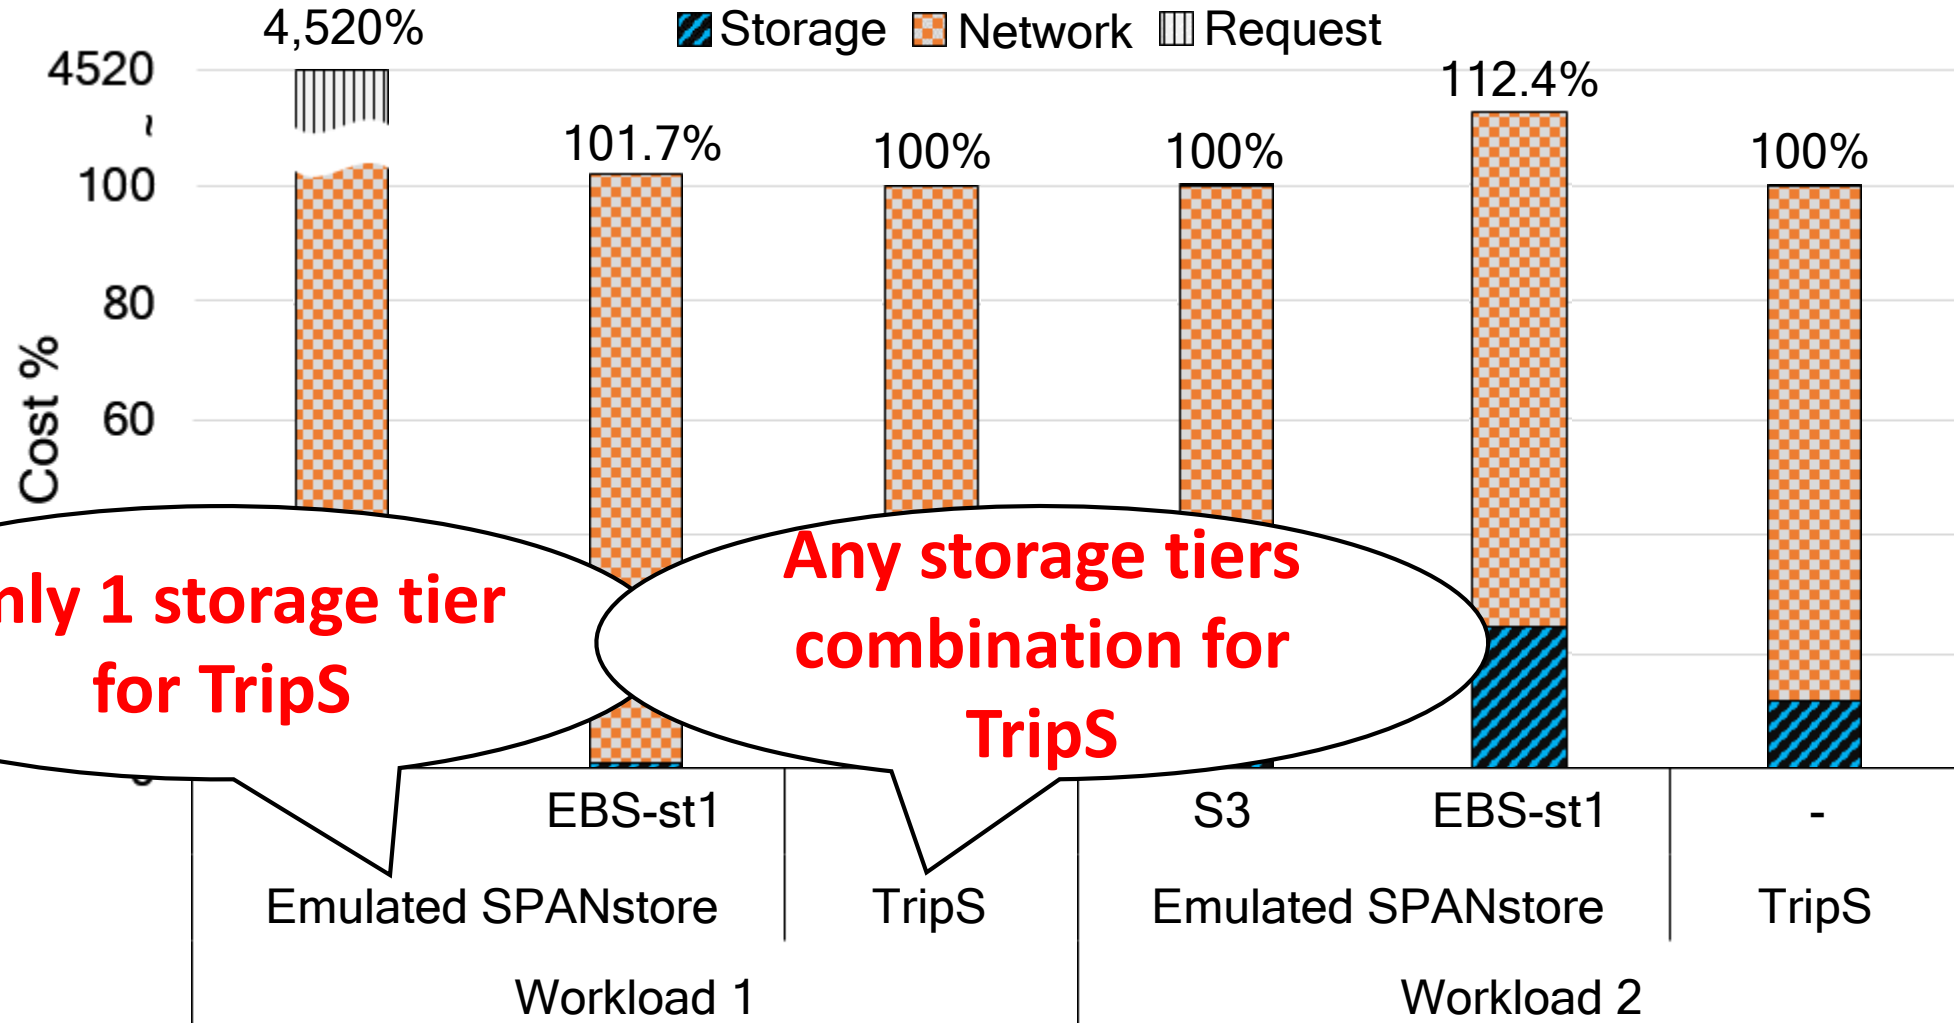 4,520%
Storage Network Request
4520
~
112.4%
101.7%
100%
100%
100%
100
80
Cost %
60
nly 1 storage tier
for TripS
Any storage tiers
combination for
TripS
EBS-st1
S3
EBS-st1
-
Emulated SPANstore
TripS
Emulated SPANstore
TripS
Workload 1
Workload 2